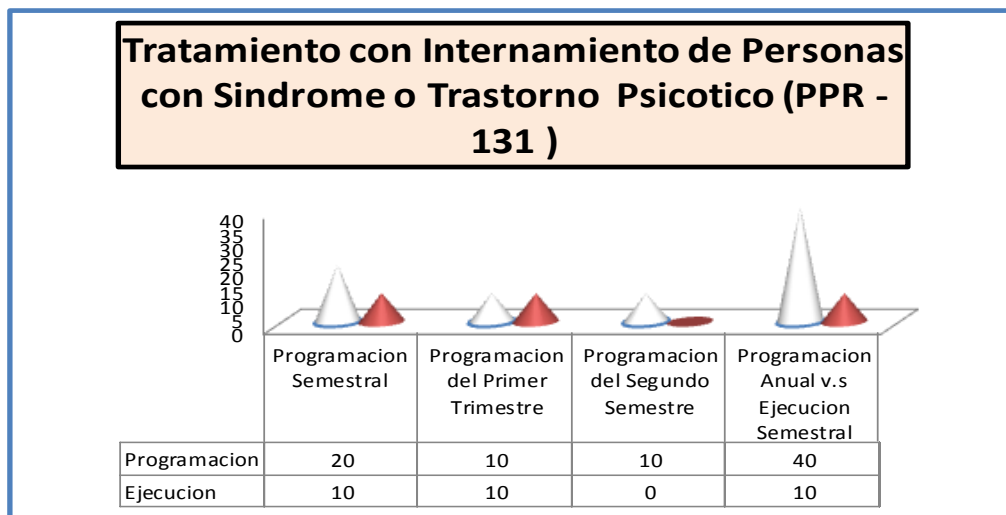 Tratamiento con Internamiento de Personas
con Sindrome o Trastorno Psicotico (PPR -
131 )
40
35
30
25
20
15
10
5
0
Programacion
Semestral
Programacion
del Primer
Trimestre
Programacion
del Segundo
Semestre
Programacion
Anual v.s
Ejecucion
Semestral
Programacion 20 10 10 40
Ejecucion 10 10 0 10